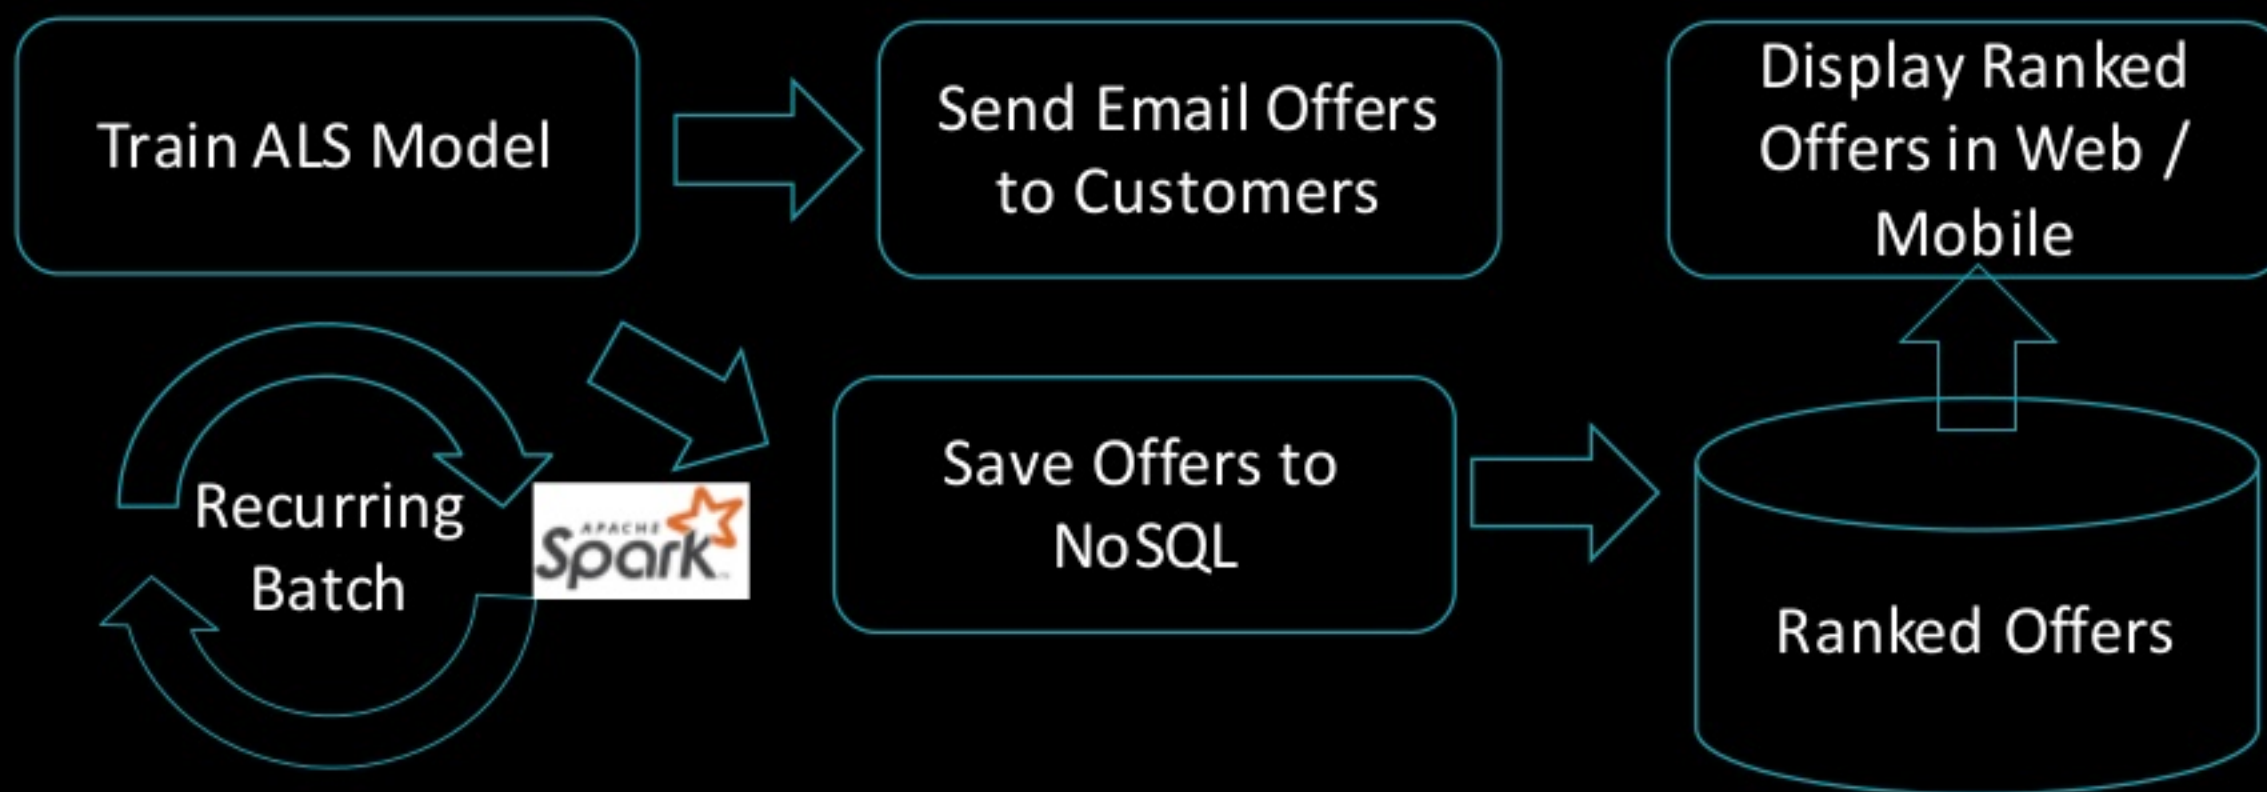 Train ALS Model
Send Email Offers
to Customers
Display Ranked
Offers in Web /
Mobile
Recurring
Batch
APACHE
Spark
Save Offers to
NoSQL
Ranked Offers